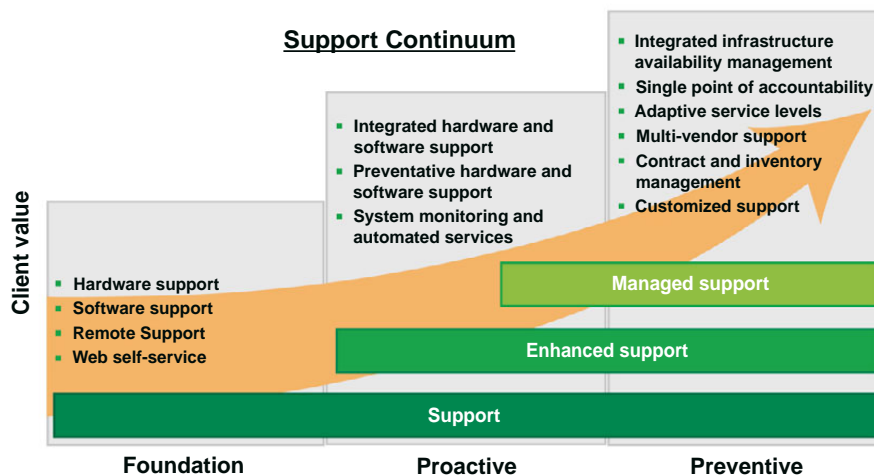 Support Continuum
Client value
Hardware support
Software support
Remote Support
Web self-service
Integrated hardware and
software support
Preventative hardware and
software support
System monitoring and
automated services
Integrated infrastructure
availability management
Single point of accountability
Adaptive service levels
Multi-vendor support
Contract and inventory
management
Customized support
Managed support
Enhanced support
Support
Foundation
Proactive
Preventive